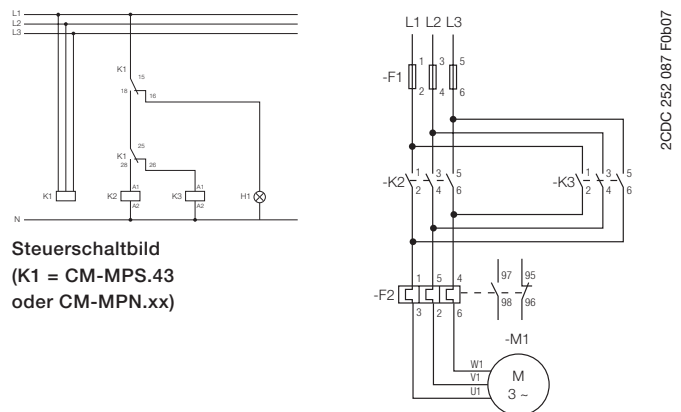 L1
L2
L3
K1
15
18
16
K1
25
28
26
K1
K2
A1
A2
K3
A1
A2
H1
N
Steuerschaltbild
(K1 = CM-MPS.43
oder CM-MPN.xx)
L1 L2 L3
-F1
1
3
5
2
4
6
-K2
1
3
5
2
4
6
-K3
1
3
5
2
4
6
-F2
1
5
4
3
2
6
97
95
98
96
-M1
W1
V1
U1
M
3 ~
2CDC 252 087 F0b07